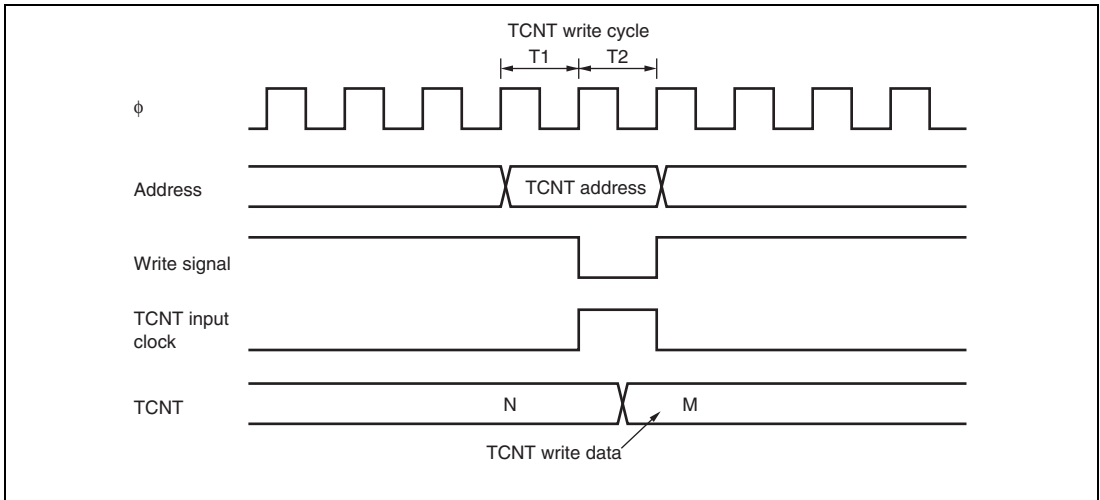 TCNT write cycle
T1 T2
ϕ
Address
TCNT address
Write signal
TCNT input
clock
TCNT
N M
TCNT write data